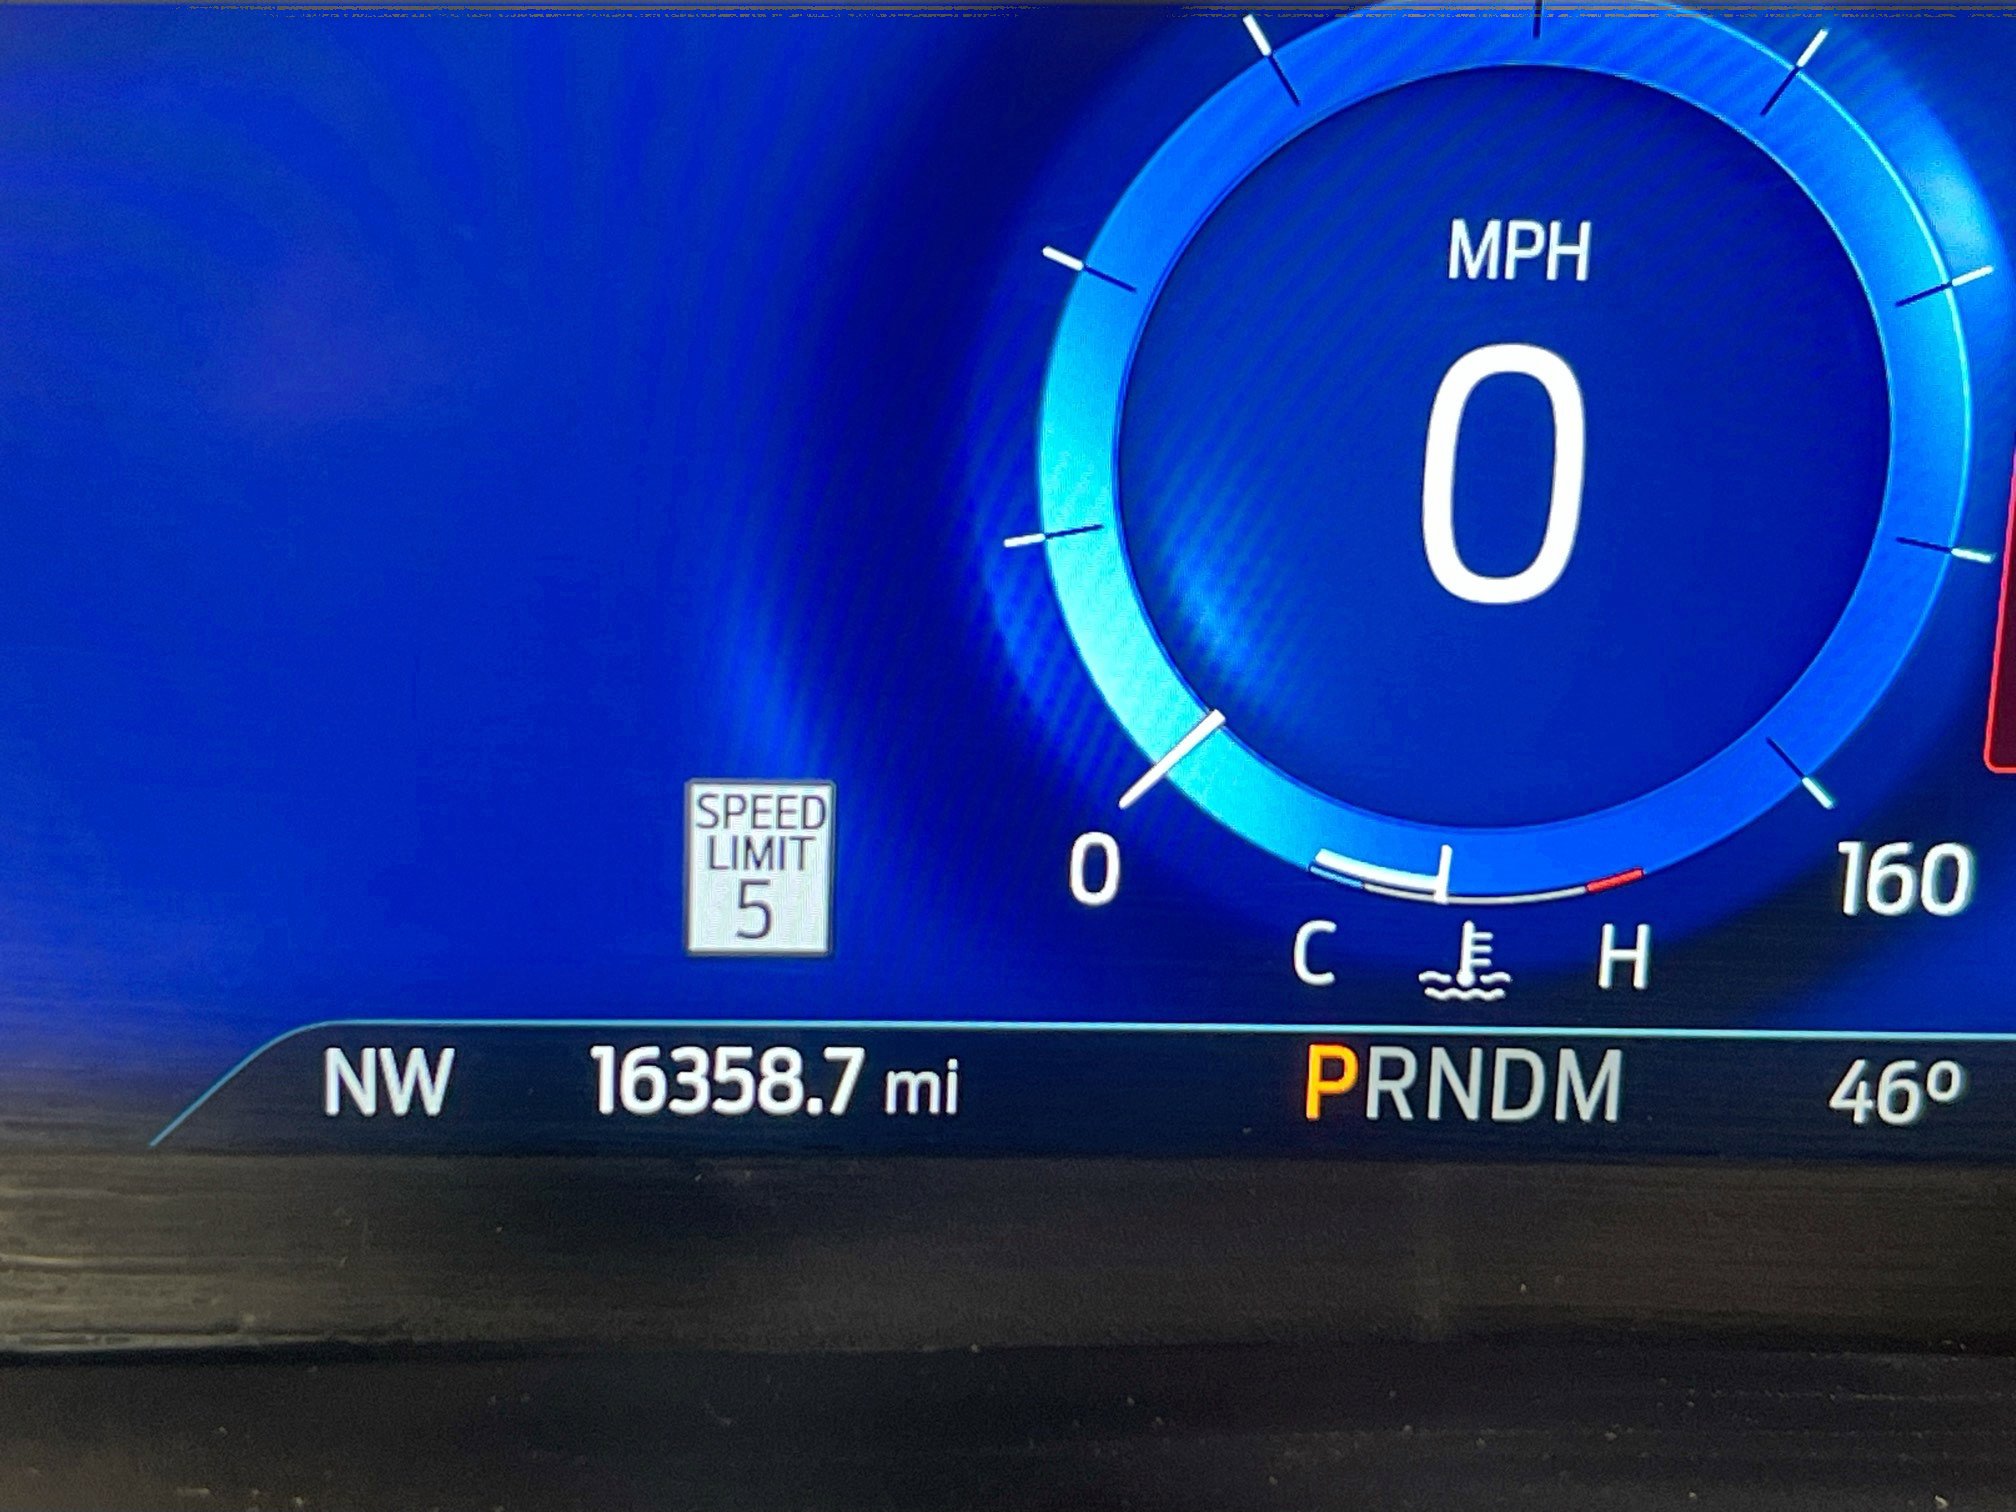 MPH
0
SPEED
LIMIT
5
0
160
C
H
NW 16358.7 mi PRNDM 46°